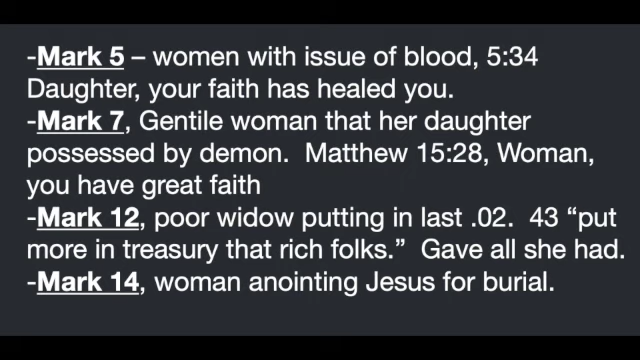 -Mark 5 – women with issue of blood, 5:34
Daughter, your faith has healed you.
-Mark 7, Gentile woman that her daughter
possessed by demon.  Matthew 15:28, Woman,
you have great faith
-Mark 12, poor widow putting in last .02.  43 “put
more in treasury that rich folks.”  Gave all she had.
-Mark 14, woman anointing Jesus for burial.